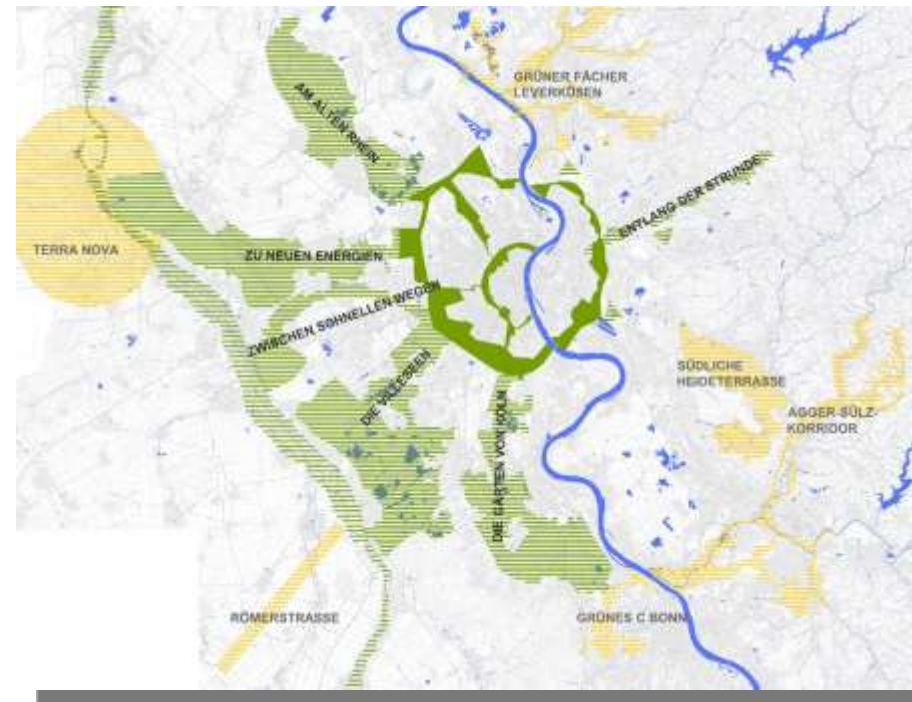 GRÜNER FÄCHER
LEVERKUSEN
AM ALTEN RHEIN
ENTLANG DER STRUNDE
TERRA NOVA
ZU NEUEN ENERGIEN
ZWISCHEN SCHNELLEN WEGEN
DIE VILLESEEN
SÜDLICHE
HEIDETERRASSE
AGGER-SÜLZ-
KORRIDOR
DIE GÄRTEN VON KÖLN
RÖMERSTRASSE
GRÜNES C BONN